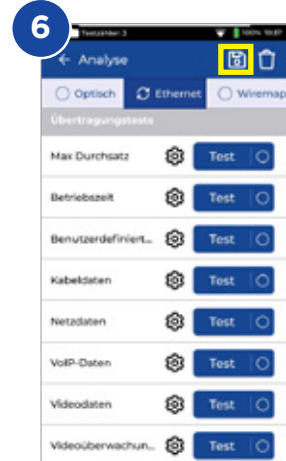 6
Testzähler 3 100% 10:37
← Analyse
Optisch Ethernet Wiremap
Übertragungstests
Max Durchsatz Test
Betriebszeit Test
Benutzerdefiniert... Test
Kabeldaten Test
Netzdaten Test
VoIP-Daten Test
Videodaten Test
Videoüberwachun... Test